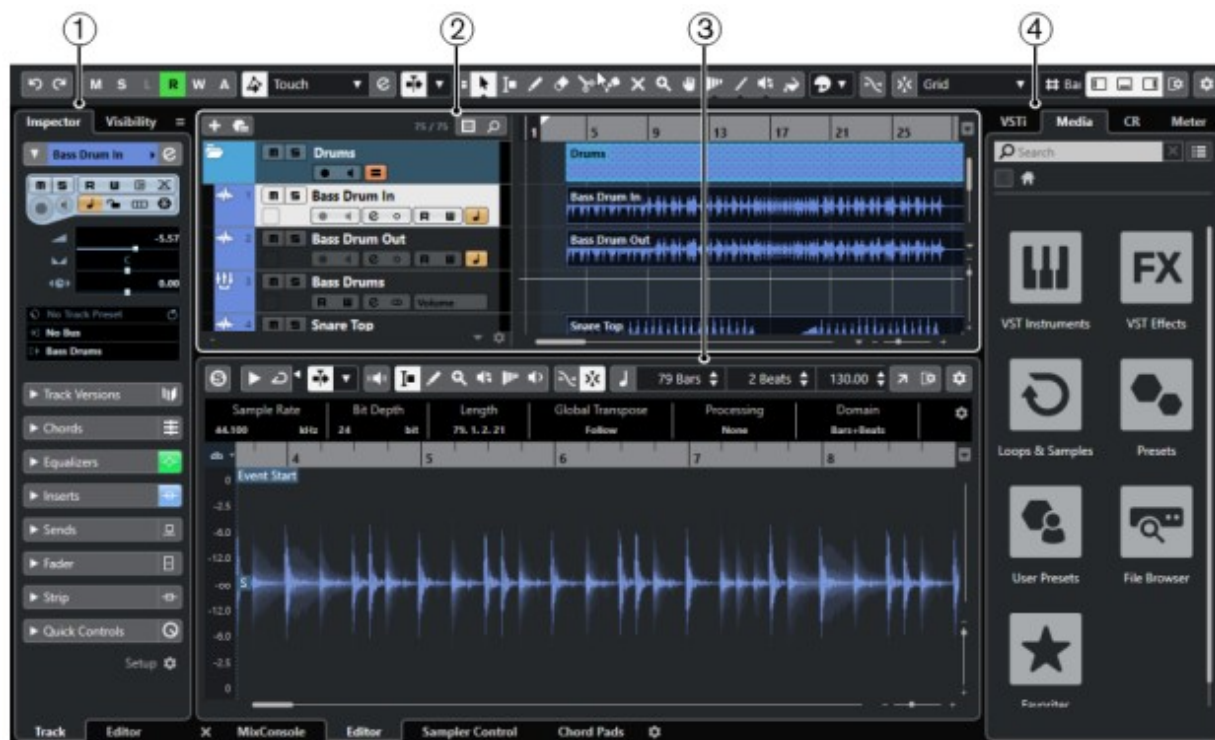 1 2 3 4
M S L R W A Touch Grid Ba
Inspector Visibility
Bass Drum In
-5.57
C
0.00
No Track Preset
No Bus
Bass Drums
Track Versions
Chords
Equalizers
Inserts
Sends
Fader
Strip
Quick Controls
Setup
Track Editor
75 / 75
1 5 9 13 17 21 25
m S Drums
Drums
1 m S Bass Drum In
R
Bass Drum In
2 m S Bass Drum Out
R
Bass Drum Out
3 m S Bass Drums
R Volume
4 m S Snare Top
Snare Top
79 Bars 2 Beats 130.00
Sample Rate Bit Depth Length Global Transpose Processing Domain
44.100 kHz 24 bit 75. 1. 2. 21 Follow None Bars+Beats
db 4 5 6 7 8
Event Start
0
-2.5
-6.0
-12.0
-oo
S
-12.0
-6.0
-2.5
0
MixConsole Editor Sampler Control Chord Pads
VSTi Media CR Meter
Search
FX
VST Instruments VST Effects
Loops & Samples Presets
User Presets File Browser
Favorites